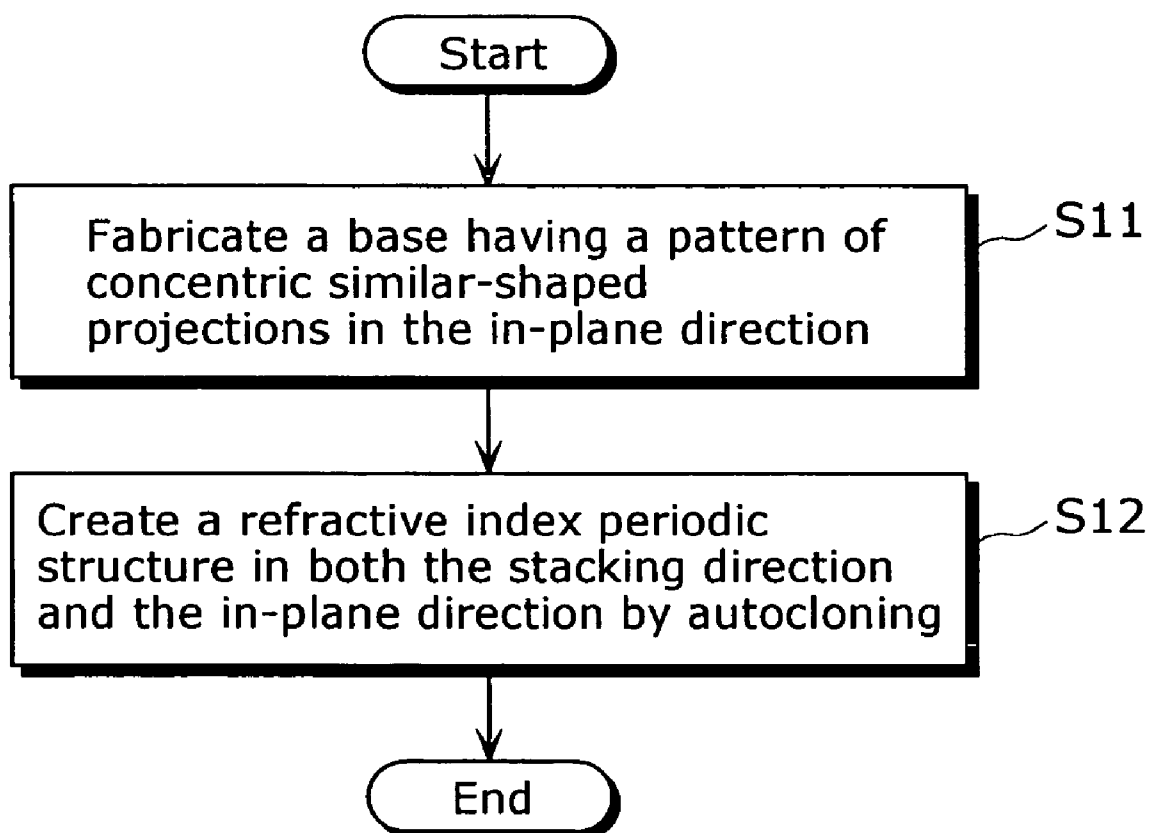 Start
Fabricate a base having a pattern of
concentric similar-shaped
projections in the in-plane direction
S11
Create a refractive index periodic
structure in both the stacking direction
and the in-plane direction by autocloning
S12
End